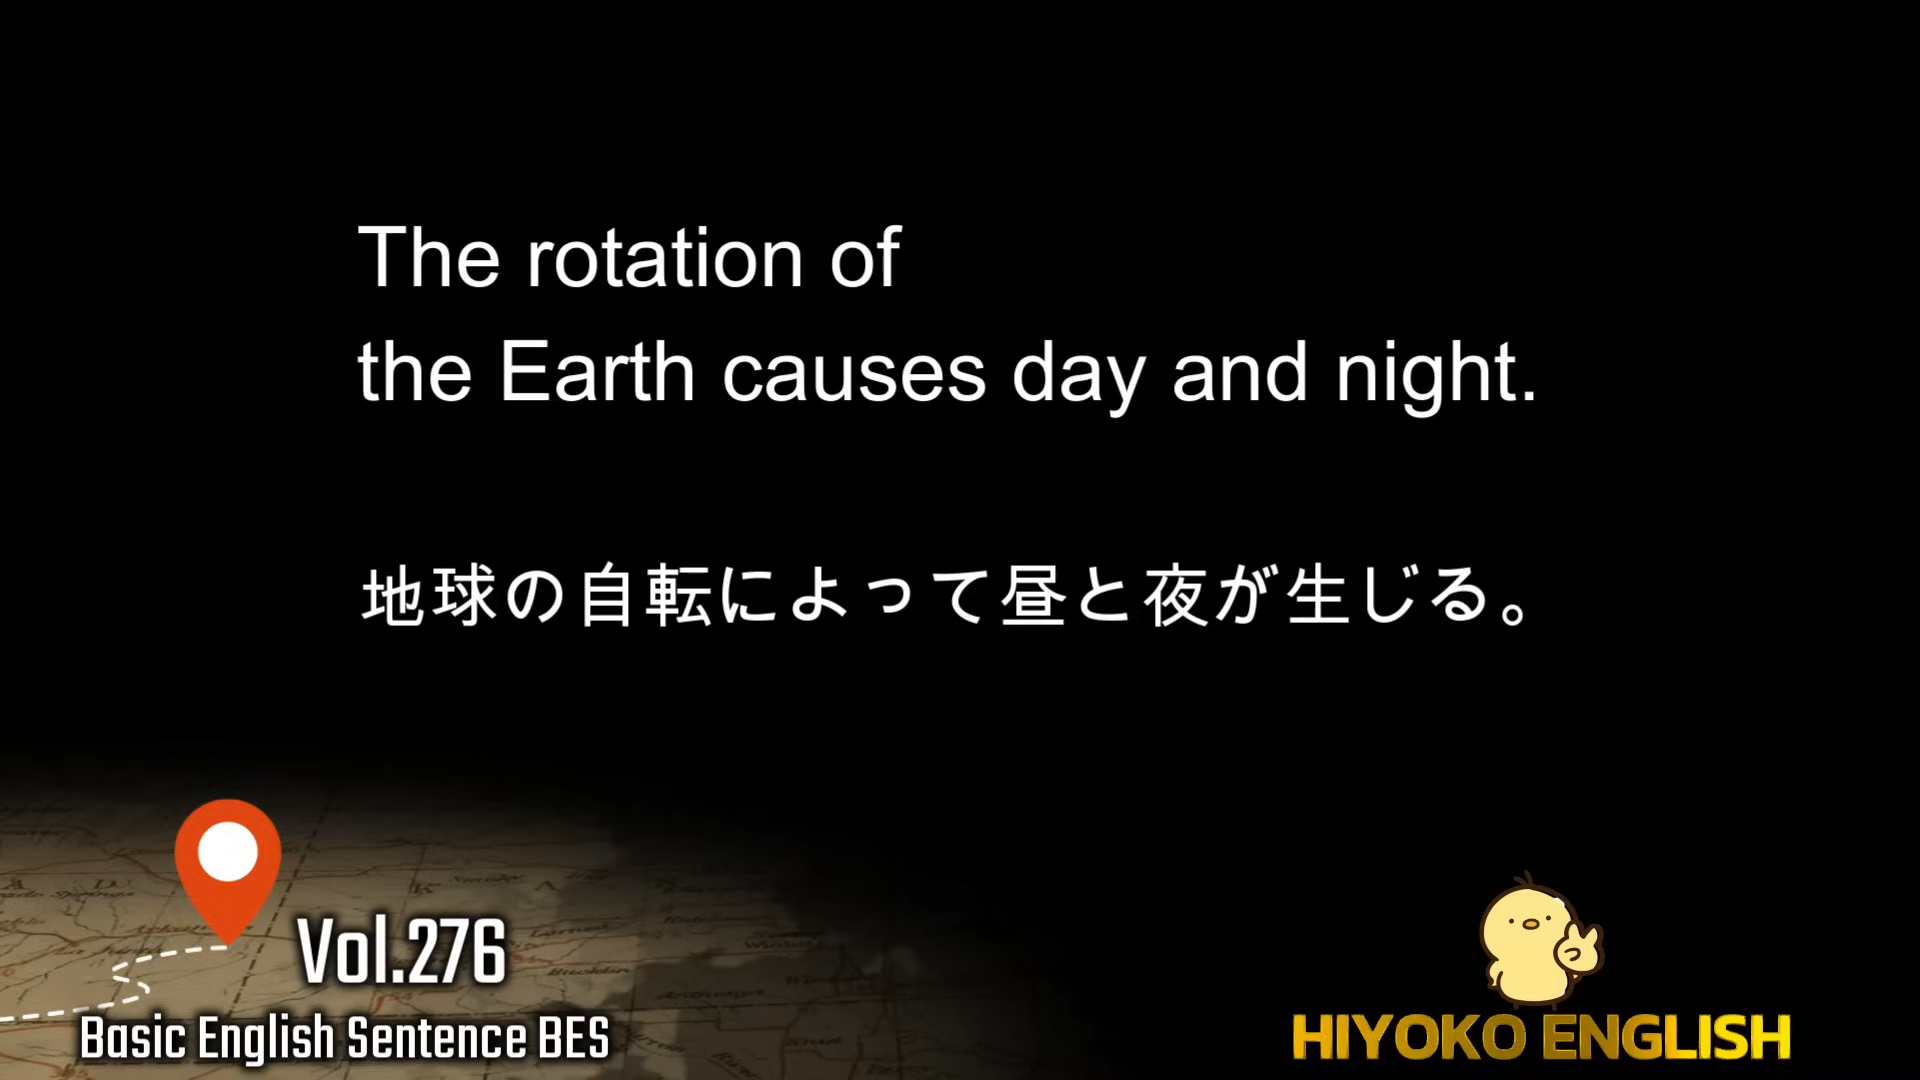 The rotation of
the Earth causes day and night.
地球の自転によって昼と夜が生じる。
Vol.276
Basic English Sentence BES
HIYOKO ENGLISH